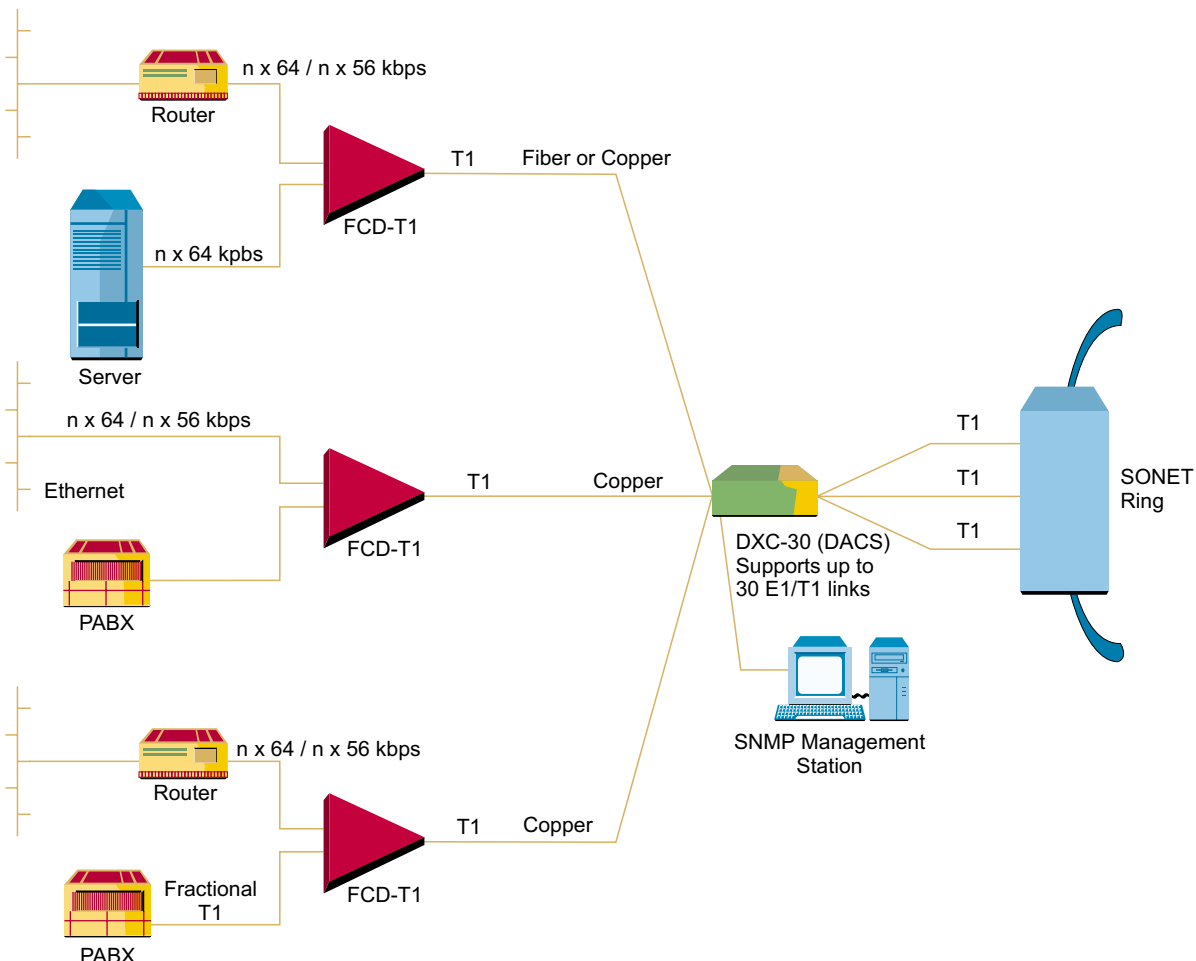 n x 64 / n x 56 kbps
Router
T1
Fiber or Copper
FCD-T1
n x 64 kpbs
Server
n x 64 / n x 56 kbps
Ethernet
T1
Copper
FCD-T1
PABX
T1
T1
T1
SONET
Ring
DXC-30 (DACS)
Supports up to
30 E1/T1 links
SNMP Management
Station
n x 64 / n x 56 kbps
Router
T1
Copper
FCD-T1
Fractional
T1
PABX